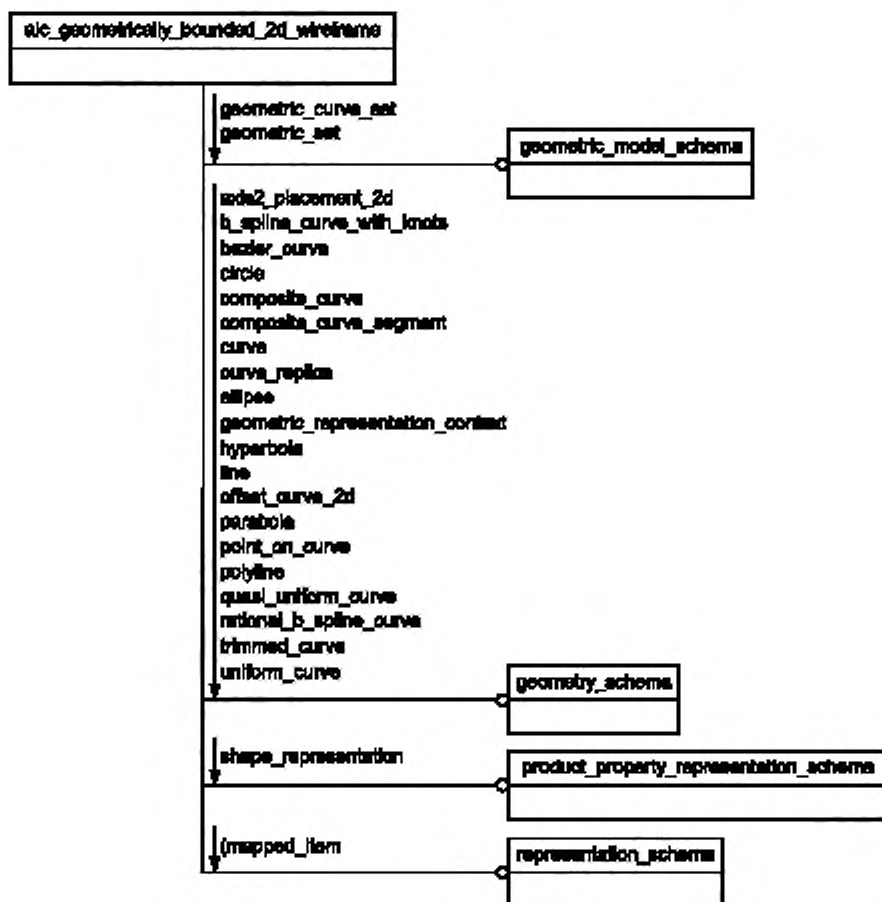 aic_geometrically_bounded_2d_wireframe
geometric_curve_set
geometric_set
geometric_model_schema
axis2_placement_2d
b_spline_curve_with_knots
bezier_curve
circle
composite_curve
composite_curve_segment
curve
curve_replica
ellipse
geometric_representation_context
hyperbola
line
offset_curve_2d
parabola
point_on_curve
polyline
quasi_uniform_curve
rational_b_spline_curve
trimmed_curve
uniform_curve
geometry_schema
shape_representation
product_property_representation_schema
(mapped_item
representation_schema